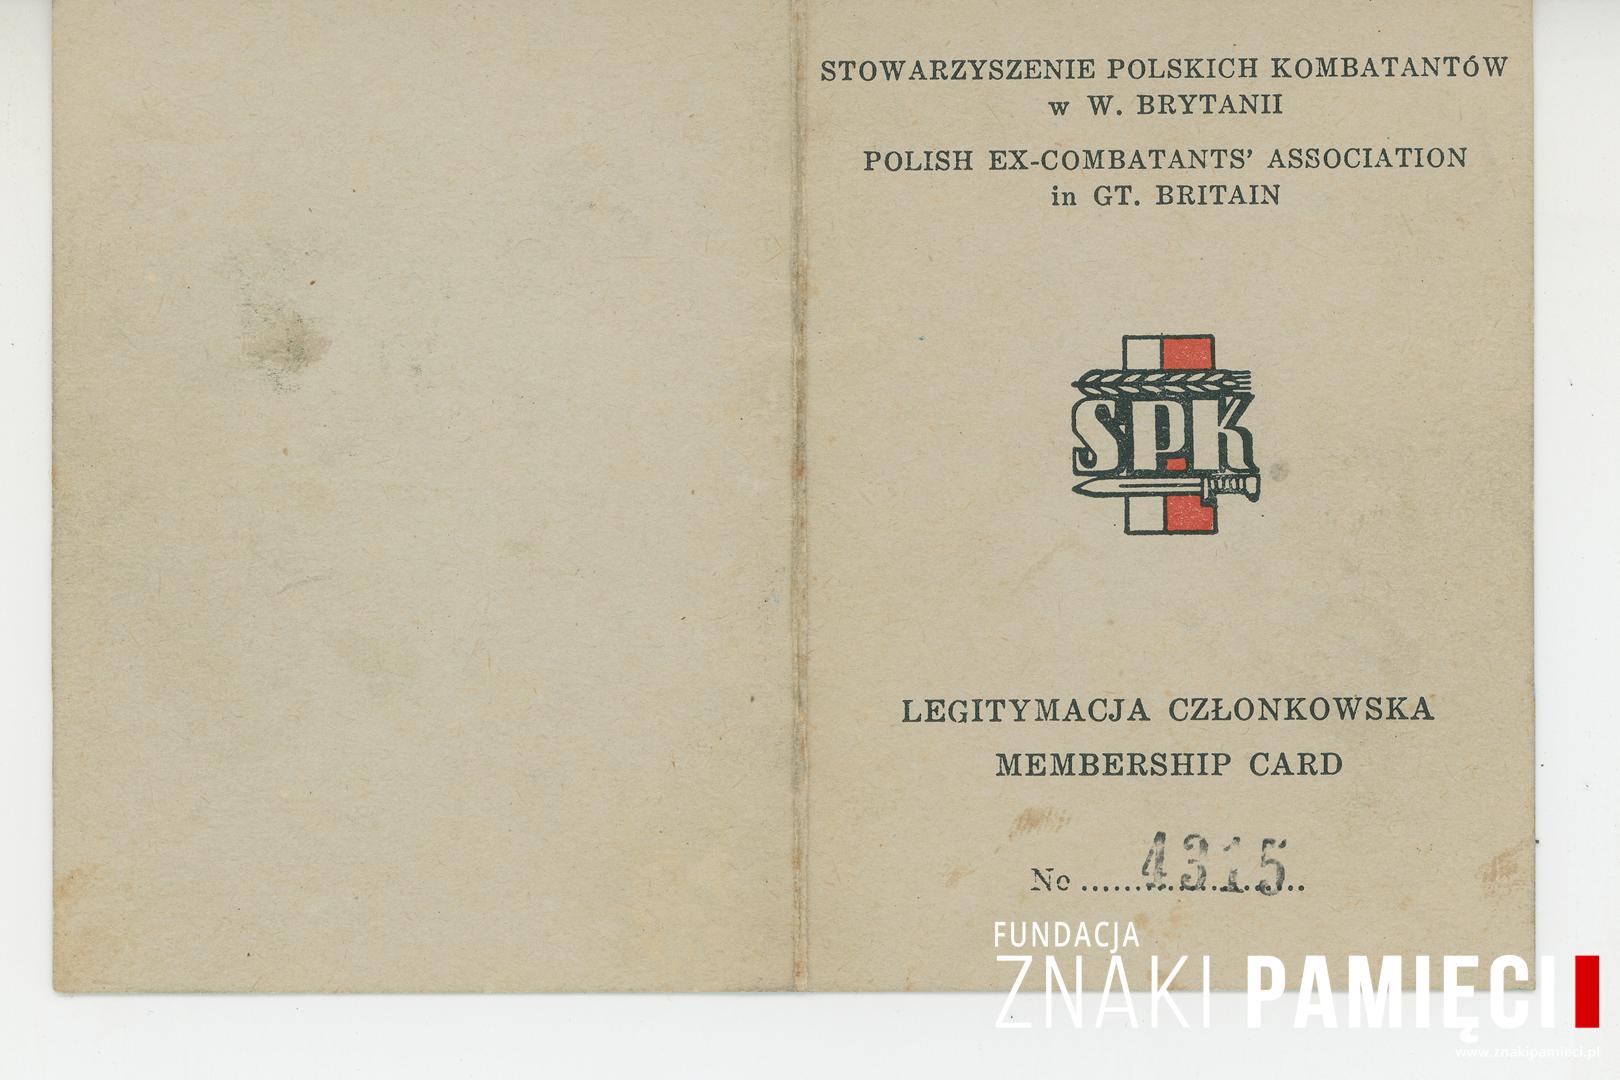 STOWARZYSZENIE POLSKICH KOMBATANTóW
w W. BRYTANII
POLISH EX-COMBATANTS' ASSOCIATION
in GT. BRITAIN
SPK
LEGITYMACJA CZŁONKOWSKA
MEMBERSHIP CARD
No ..................... 4315
FUNDACJA
ZNAKI PAMIĘCI
www.znakipamieci.pl